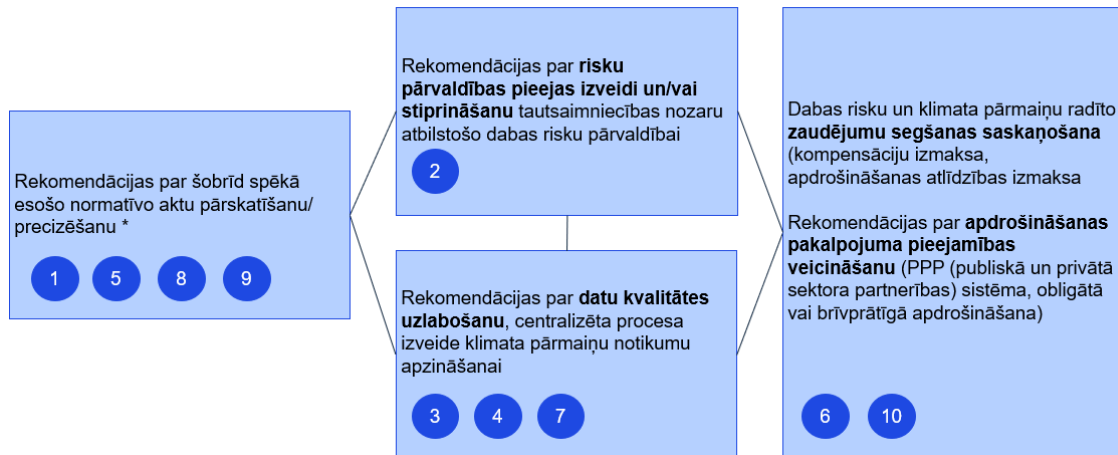 Rekomendācijas par šobrīd spēkā
esošo normatīvo aktu pārskatīšanu/
precizēšanu *
1 5 8 9
Rekomendācijas par risku
pārvaldības pieejas izveidi un/vai
stiprināšanu tautsaimniecības nozaru
atbilstošo dabas risku pārvaldībai
2
Rekomendācijas par datu kvalitātes
uzlabošanu, centralizēta procesa
izveide klimata pārmaiņu notikumu
apzināšanai
3 4 7
Dabas risku un klimata pārmaiņu radīto
zaudējumu segšanas saskaņošana
(kompensāciju izmaksa,
apdrošināšanas atlīdzības izmaksa
Rekomendācijas par apdrošināšanas
pakalpojuma pieejamības
veicināšanu (PPP (publiskā un privātā
sektora partnerības) sistēma, obligātā
vai brīvprātīgā apdrošināšana)
6 10